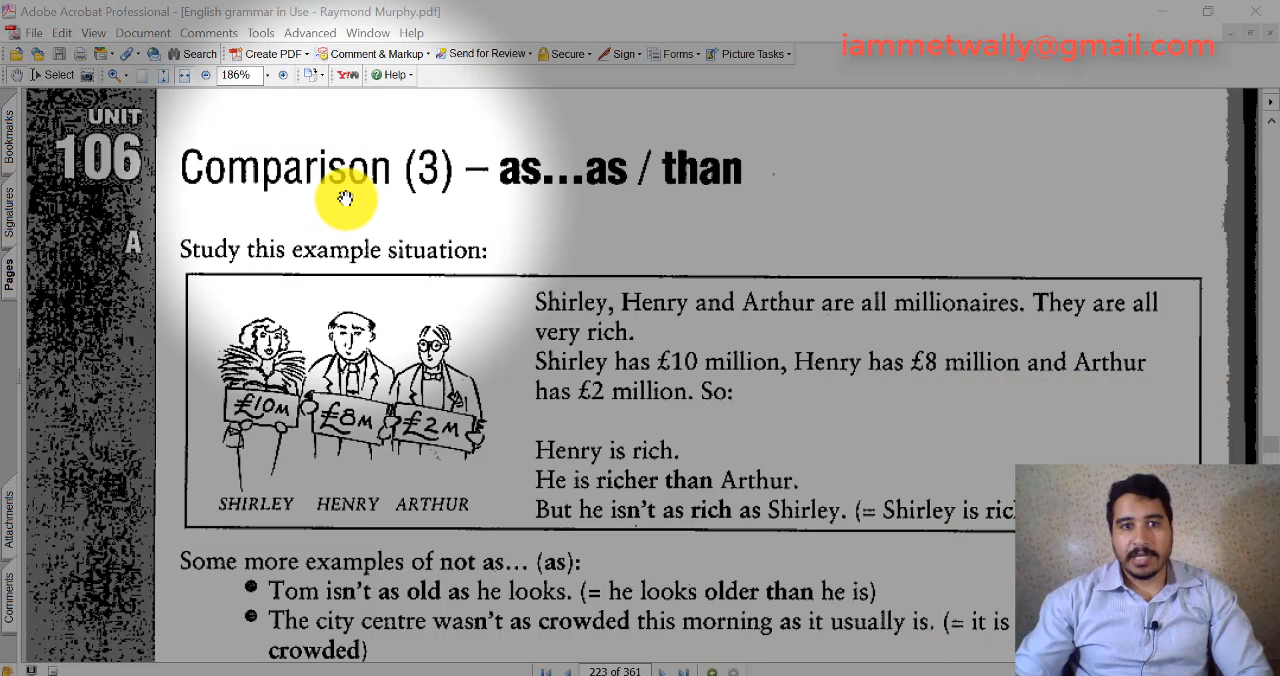 Adobe Acrobat Professional - [English grammar in Use - Raymond Murphy.pdf]
File Edit View Document Comments Tools Advanced Window Help
iammetwally@gmail.com
Search Create PDF Comment & Markup Send for Review Secure Sign Forms Picture Tasks
Select 186% Y! Help
Bookmarks
Signatures
Pages
Attachments
Comments
UNIT
106
Comparison (3) – as...as / than
A
Study this example situation:
£10M £8M £2M
SHIRLEY HENRY ARTHUR
Shirley, Henry and Arthur are all millionaires. They are all
very rich.
Shirley has £10 million, Henry has £8 million and Arthur
has £2 million. So:
Henry is rich.
He is richer than Arthur.
But he isn't as rich as Shirley. (= Shirley is ric
Some more examples of not as... (as):
● Tom isn't as old as he looks. (= he looks older than he is)
● The city centre wasn't as crowded this morning as it usually is. (= it is
crowded)
223 of 361